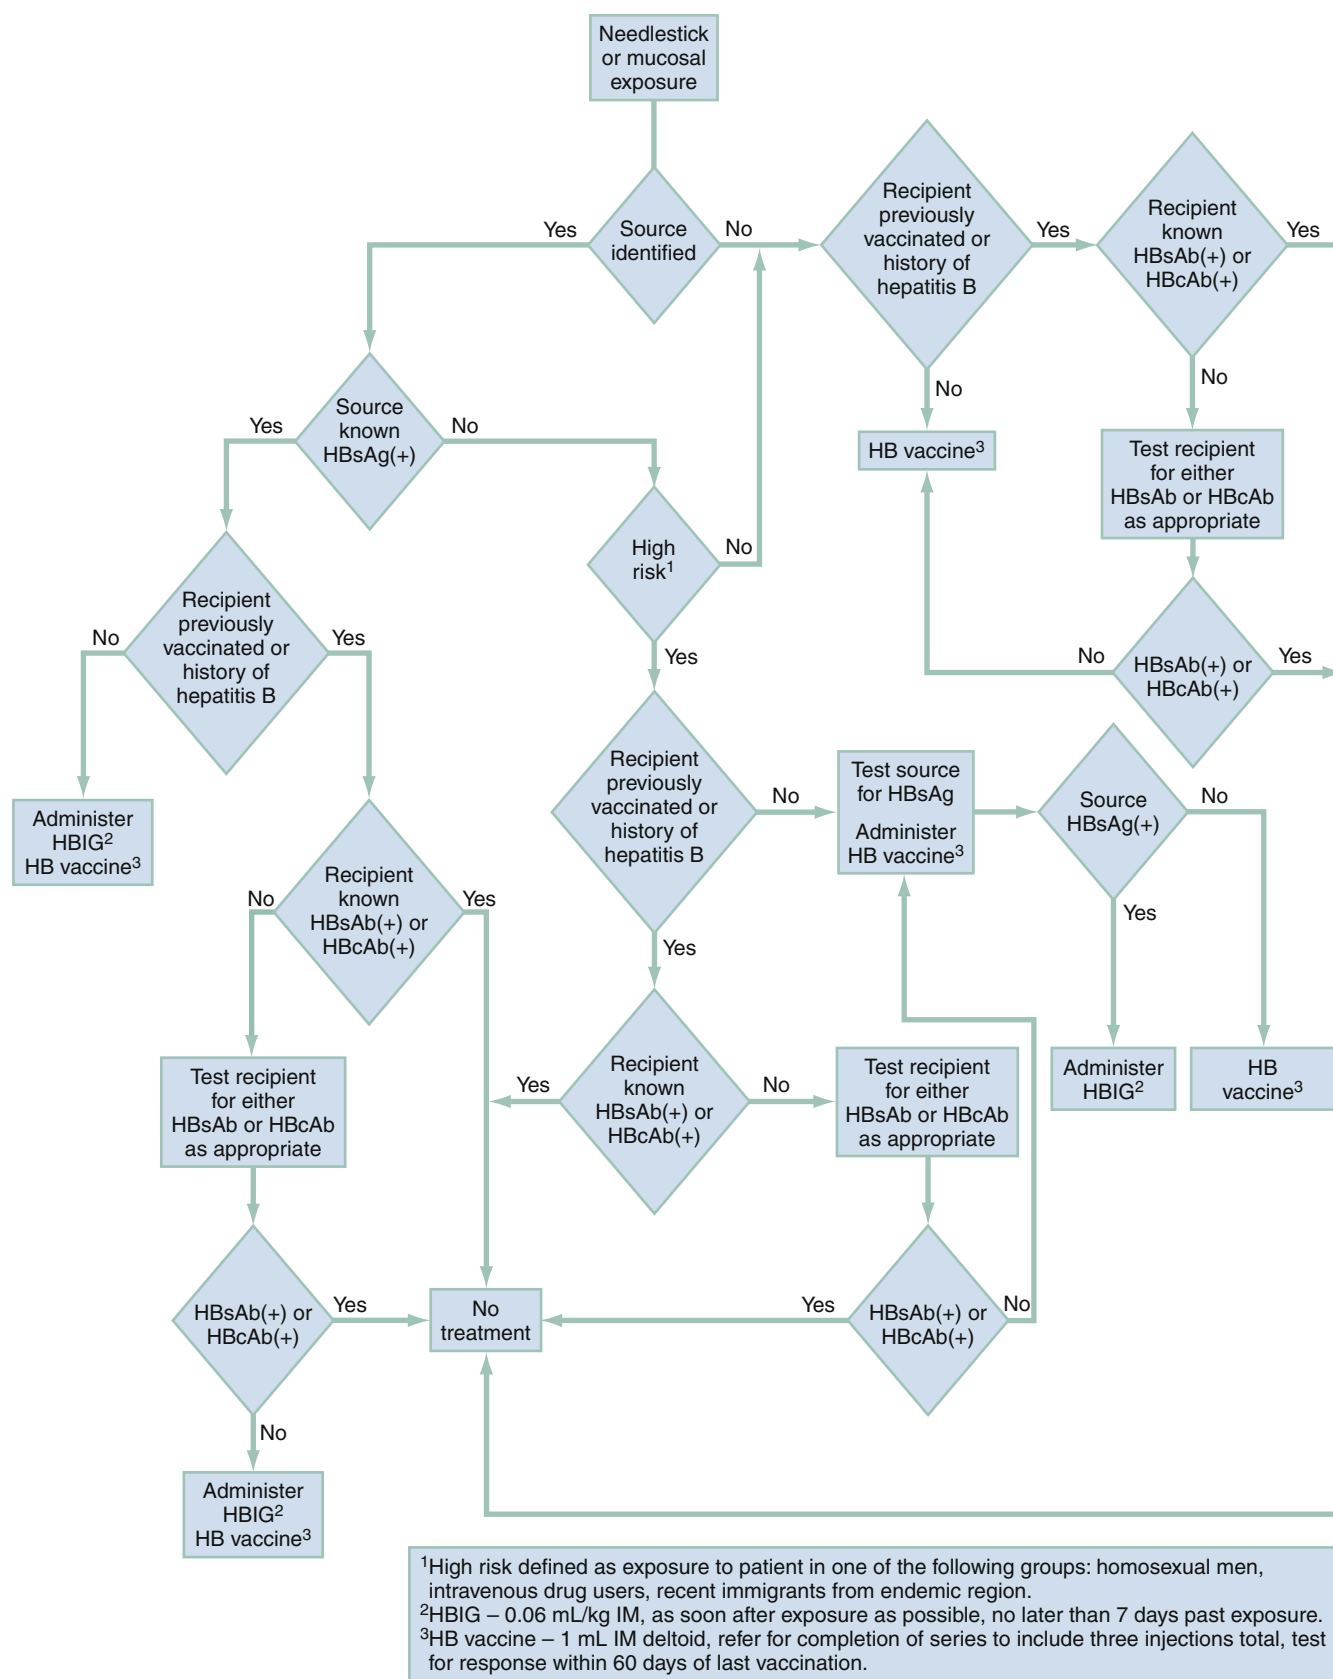 Needlestick
or mucosal
exposure
Source
identified
Yes
No
Recipient
previously
vaccinated or
history of
hepatitis B
Yes
No
Recipient
known
HBsAb(+) or
HBcAb(+)
Yes
No
HB vaccine³
Test recipient
for either
HBsAb or HBcAb
as appropriate
HBsAb(+) or
HBcAb(+)
No
Yes
Source
known
HBsAg(+)
Yes
No
High
risk¹
No
Yes
Recipient
previously
vaccinated or
history of
hepatitis B
No
Yes
Administer
HBIG²
HB vaccine³
Recipient
known
HBsAb(+) or
HBcAb(+)
No
Yes
Recipient
previously
vaccinated or
history of
hepatitis B
No
Yes
Test source
for HBsAg
Administer
HB vaccine³
Source
HBsAg(+)
No
Yes
Administer
HBIG²
HB
vaccine³
Test recipient
for either
HBsAb or HBcAb
as appropriate
Recipient
known
HBsAb(+) or
HBcAb(+)
Yes
No
Test recipient
for either
HBsAb or HBcAb
as appropriate
HBsAb(+) or
HBcAb(+)
Yes
No
No
treatment
HBsAb(+) or
HBcAb(+)
Yes
No
Administer
HBIG²
HB vaccine³
¹High risk defined as exposure to patient in one of the following groups: homosexual men,
intravenous drug users, recent immigrants from endemic region.
²HBIG – 0.06 mL/kg IM, as soon after exposure as possible, no later than 7 days past exposure.
³HB vaccine – 1 mL IM deltoid, refer for completion of series to include three injections total, test
for response within 60 days of last vaccination.